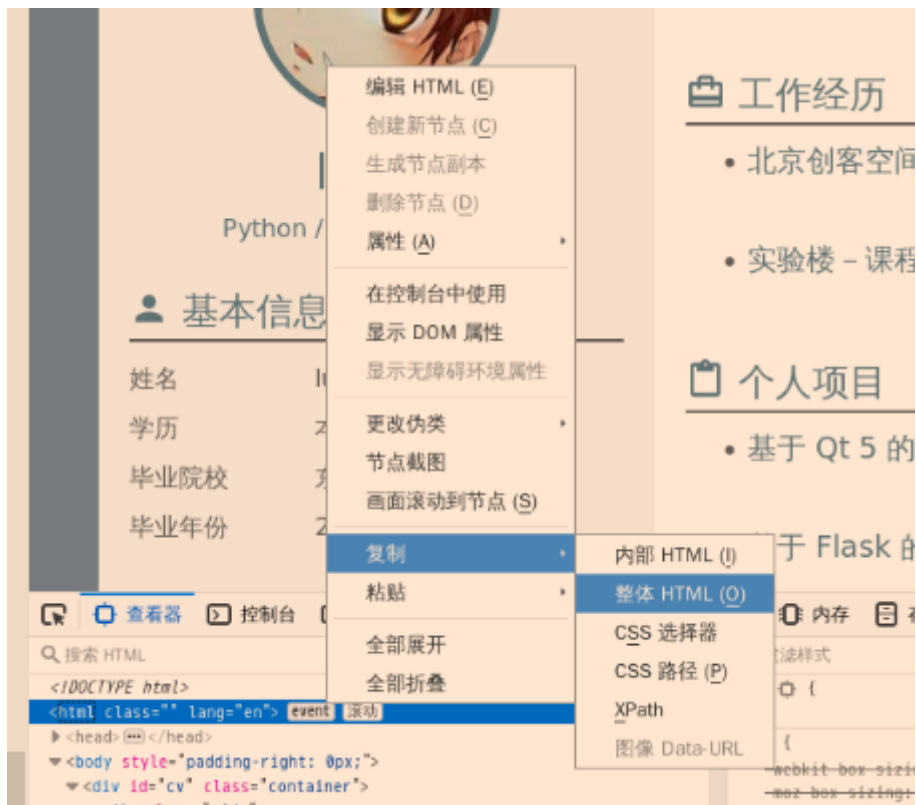 编辑 HTML (E)
创建新节点 (C)
生成节点副本
删除节点 (D)
属性 (A)
在控制台中使用
显示 DOM 属性
显示无障碍环境属性
更改伪类
节点截图
画面滚动到节点 (S)
复制
粘贴
全部展开
全部折叠
内部 HTML (I)
整体 HTML (O)
CSS 选择器
CSS 路径 (P)
XPath
图像 Data-URL
Python /
基本信息
姓名
学历
毕业院校
毕业年份
工作经历
北京创客空间
实验楼 – 课程
个人项目
基于 Qt 5 的
于 Flask 的
查看器
控制台
内存
搜索 HTML
滤样式
<!DOCTYPE html>
<html class="" lang="en"> event 滚动
<head> ••• </head>
<body style="padding-right: 0px;">
<div id="cv" class="container">
{
{
-webkit-box-sizi
-moz-box-sizing: